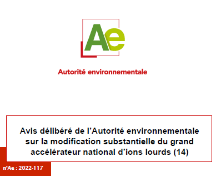 Ae
Autorité environnementale
Avis délibéré de l'Autorité environnementale
sur la modification substantielle du grand
accélérateur national d'ions lourds (14)
n°Ae : 2022-117